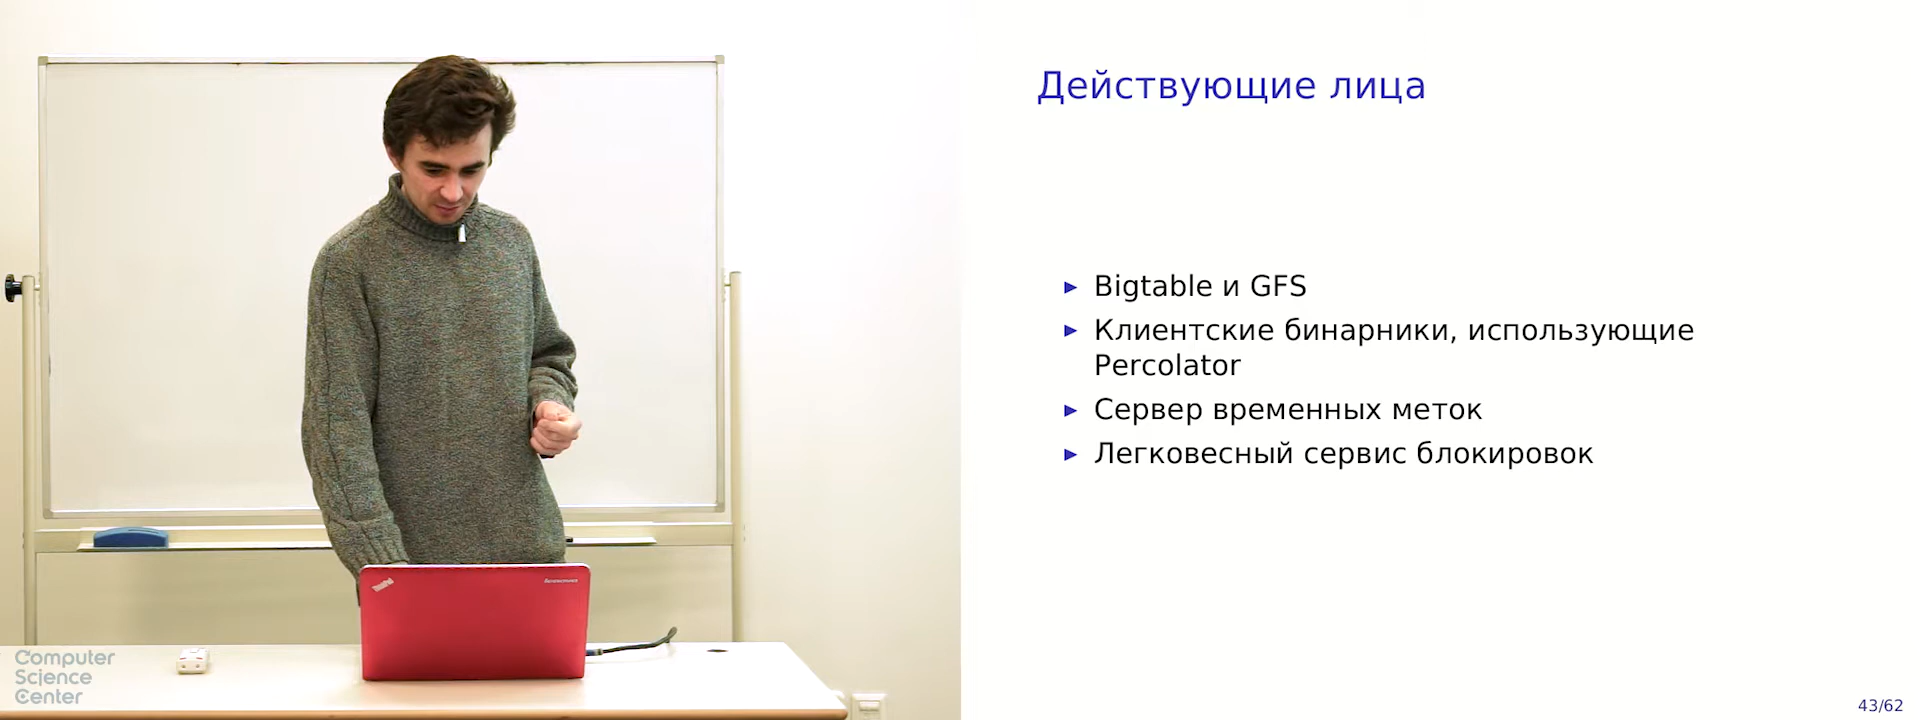 Действующие лица
▶ Bigtable и GFS
▶ Клиентские бинарники, использующие
Percolator
▶ Сервер временных меток
▶ Легковесный сервис блокировок
Computer
Science
Center
43/62